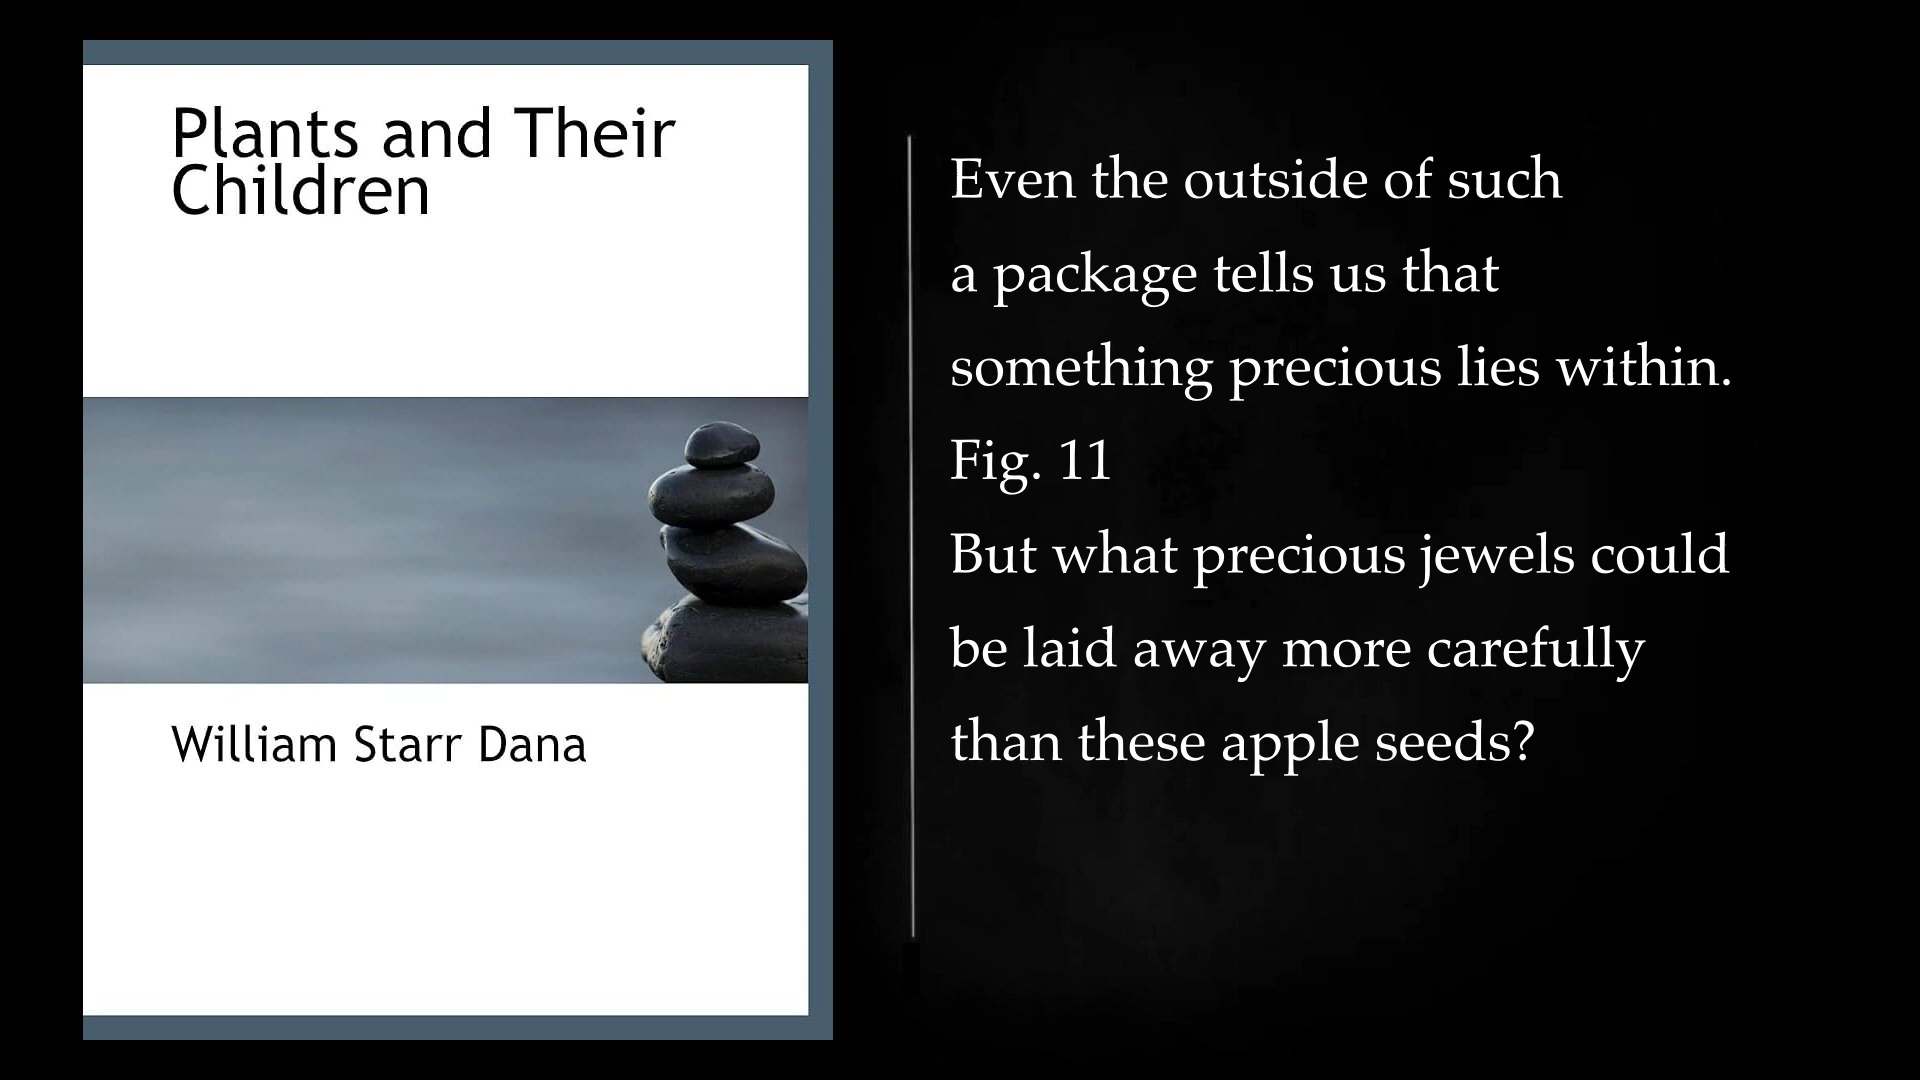 Plants and Their
Children
William Starr Dana
Even the outside of such
a package tells us that
something precious lies within.
Fig. 11
But what precious jewels could
be laid away more carefully
than these apple seeds?